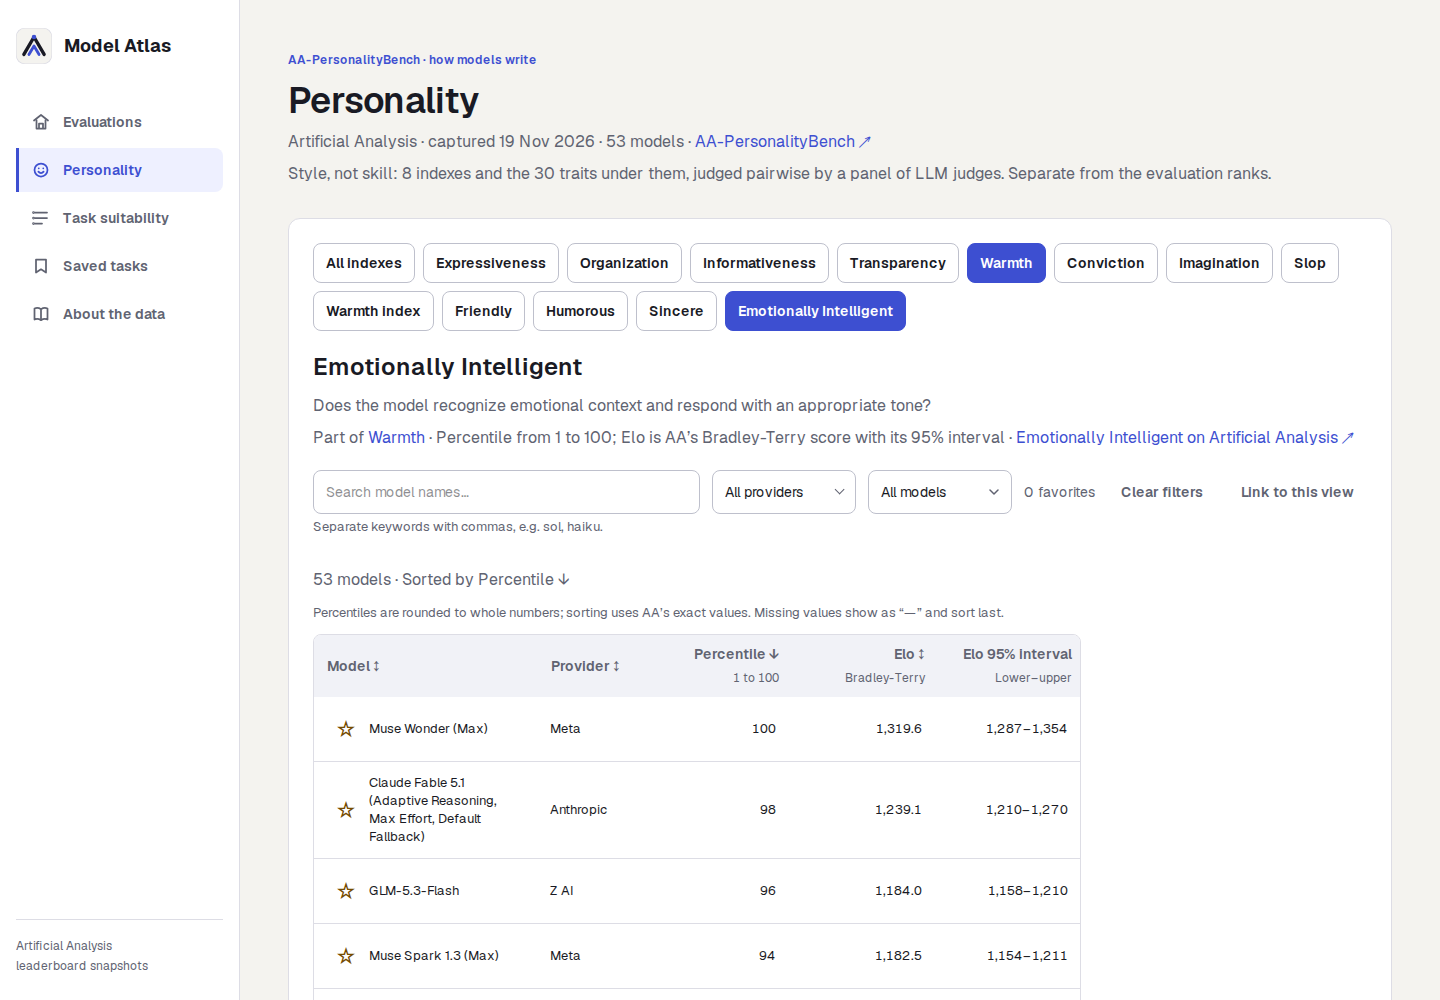 Model Atlas
Evaluations
Personality
Task suitability
Saved tasks
About the data
Artificial Analysis
leaderboard snapshots
AA-PersonalityBench · how models write
Personality
Artificial Analysis · captured 19 Nov 2026 · 53 models · AA-PersonalityBench ↗
Style, not skill: 8 indexes and the 30 traits under them, judged pairwise by a panel of LLM judges. Separate from the evaluation ranks.
All indexes Expressiveness Organization Informativeness Transparency Warmth Conviction Imagination Slop
Warmth index Friendly Humorous Sincere Emotionally Intelligent
Emotionally Intelligent
Does the model recognize emotional context and respond with an appropriate tone?
Part of Warmth · Percentile from 1 to 100; Elo is AA’s Bradley-Terry score with its 95% interval · Emotionally Intelligent on Artificial Analysis ↗
Search model names… All providers All models 0 favorites Clear filters Link to this view
Separate keywords with commas, e.g. sol, haiku.
53 models · Sorted by Percentile ↓
Percentiles are rounded to whole numbers; sorting uses AA’s exact values. Missing values show as “—” and sort last.
Model ↕ Provider ↕ Percentile ↓ Elo ↕ Elo 95% interval
1 to 100 Bradley-Terry Lower–upper
Muse Wonder (Max) Meta 100 1,319.6 1,287–1,354
Claude Fable 5.1
(Adaptive Reasoning,
Max Effort, Default
Fallback) Anthropic 98 1,239.1 1,210–1,270
GLM-5.3-Flash Z AI 96 1,184.0 1,158–1,210
Muse Spark 1.3 (Max) Meta 94 1,182.5 1,154–1,211